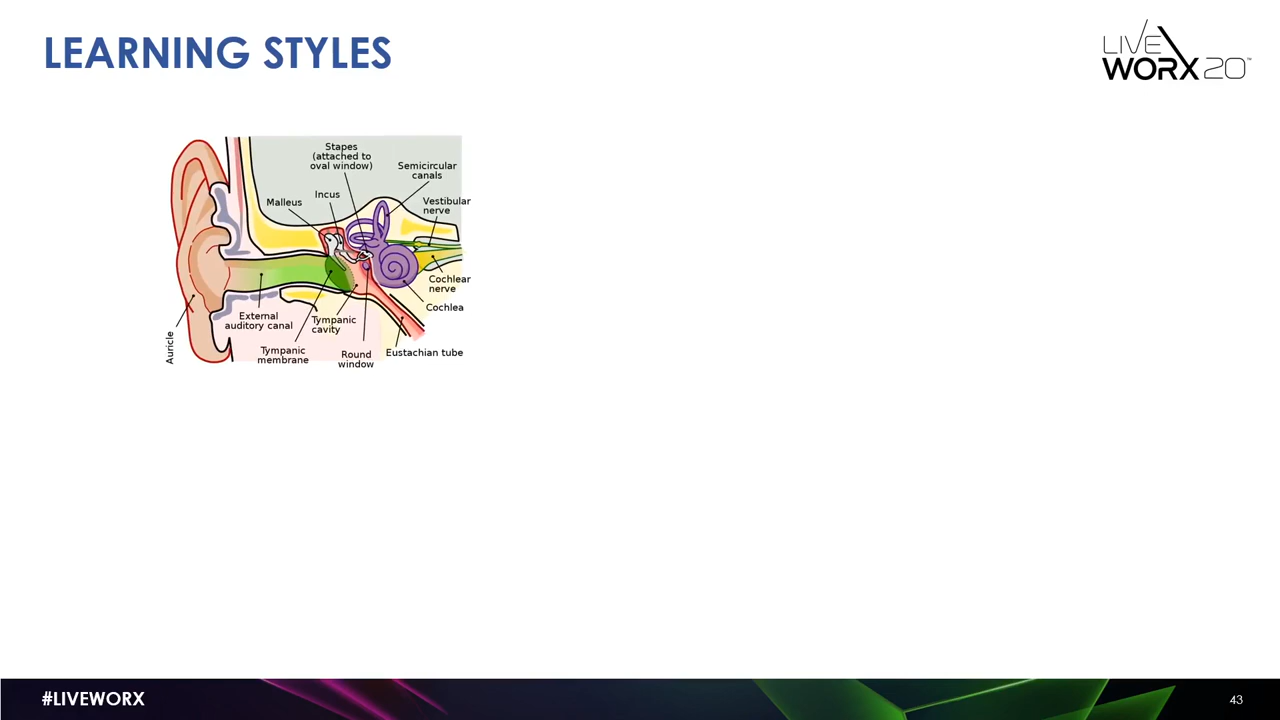 LEARNING STYLES
LIVE
WORX 20™
Stapes
(attached to
oval window)
Semicircular
canals
Incus
Malleus
Vestibular
nerve
Cochlear
nerve
Cochlea
External
auditory canal
Tympanic
cavity
Auricle
Tympanic
membrane
Round
window
Eustachian tube
#LIVEWORX
43